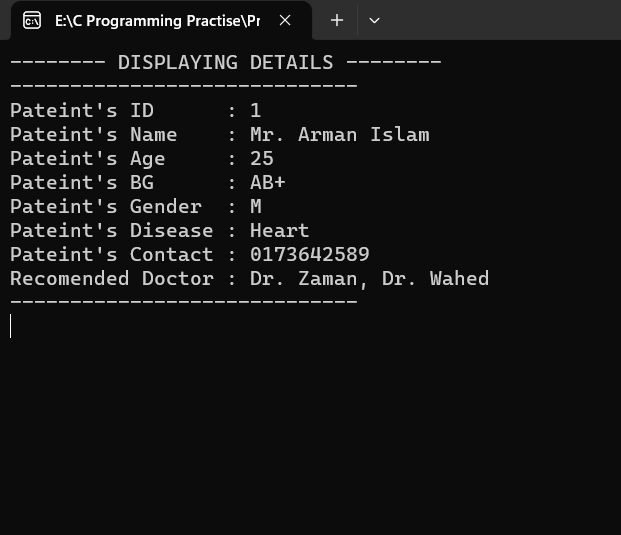 E:\C Programming Practise\Pr
-------- DISPLAYING DETAILS --------
-----------------------------
Pateint's ID      : 1
Pateint's Name    : Mr. Arman Islam
Pateint's Age     : 25
Pateint's BG      : AB+
Pateint's Gender  : M
Pateint's Disease : Heart
Pateint's Contact : 0173642589
Recomended Doctor : Dr. Zaman, Dr. Wahed
-----------------------------